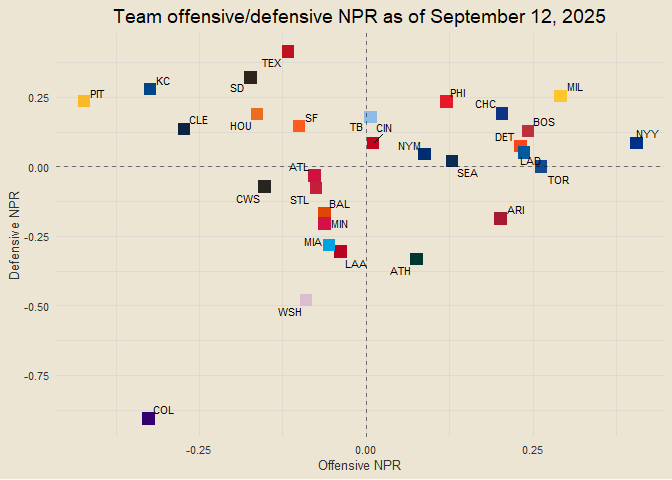 Team offensive/defensive NPR as of September 12, 2025
TEX
KC
SD
PIT
MIL
PHI
0.25
CHC
CLE
SF
BOS
HOU
TB
CIN
DET
NYY
NYM
LAD
0.00
ATL
SEA
TOR
CWS
STL
BAL
ARI
MIN
MIA
LAA
ATH
-0.25
WSH
-0.50
-0.75
COL
-0.25
0.00
0.25
Offensive NPR
Defensive NPR